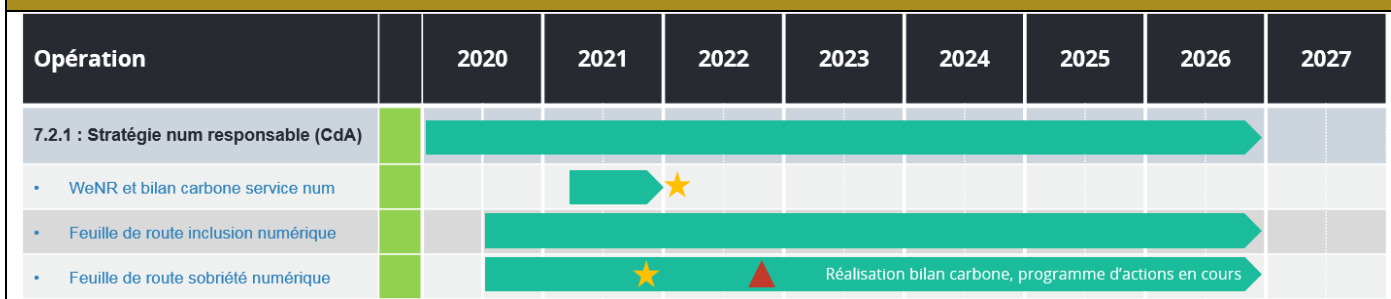 Opération 2020 2021 2022 2023 2024 2025 2026 2027
7.2.1 : Stratégie num responsable (CdA)
• WeNR et bilan carbone service num
• Feuille de route inclusion numérique
• Feuille de route sobriété numérique Réalisation bilan carbone, programme d’actions en cours